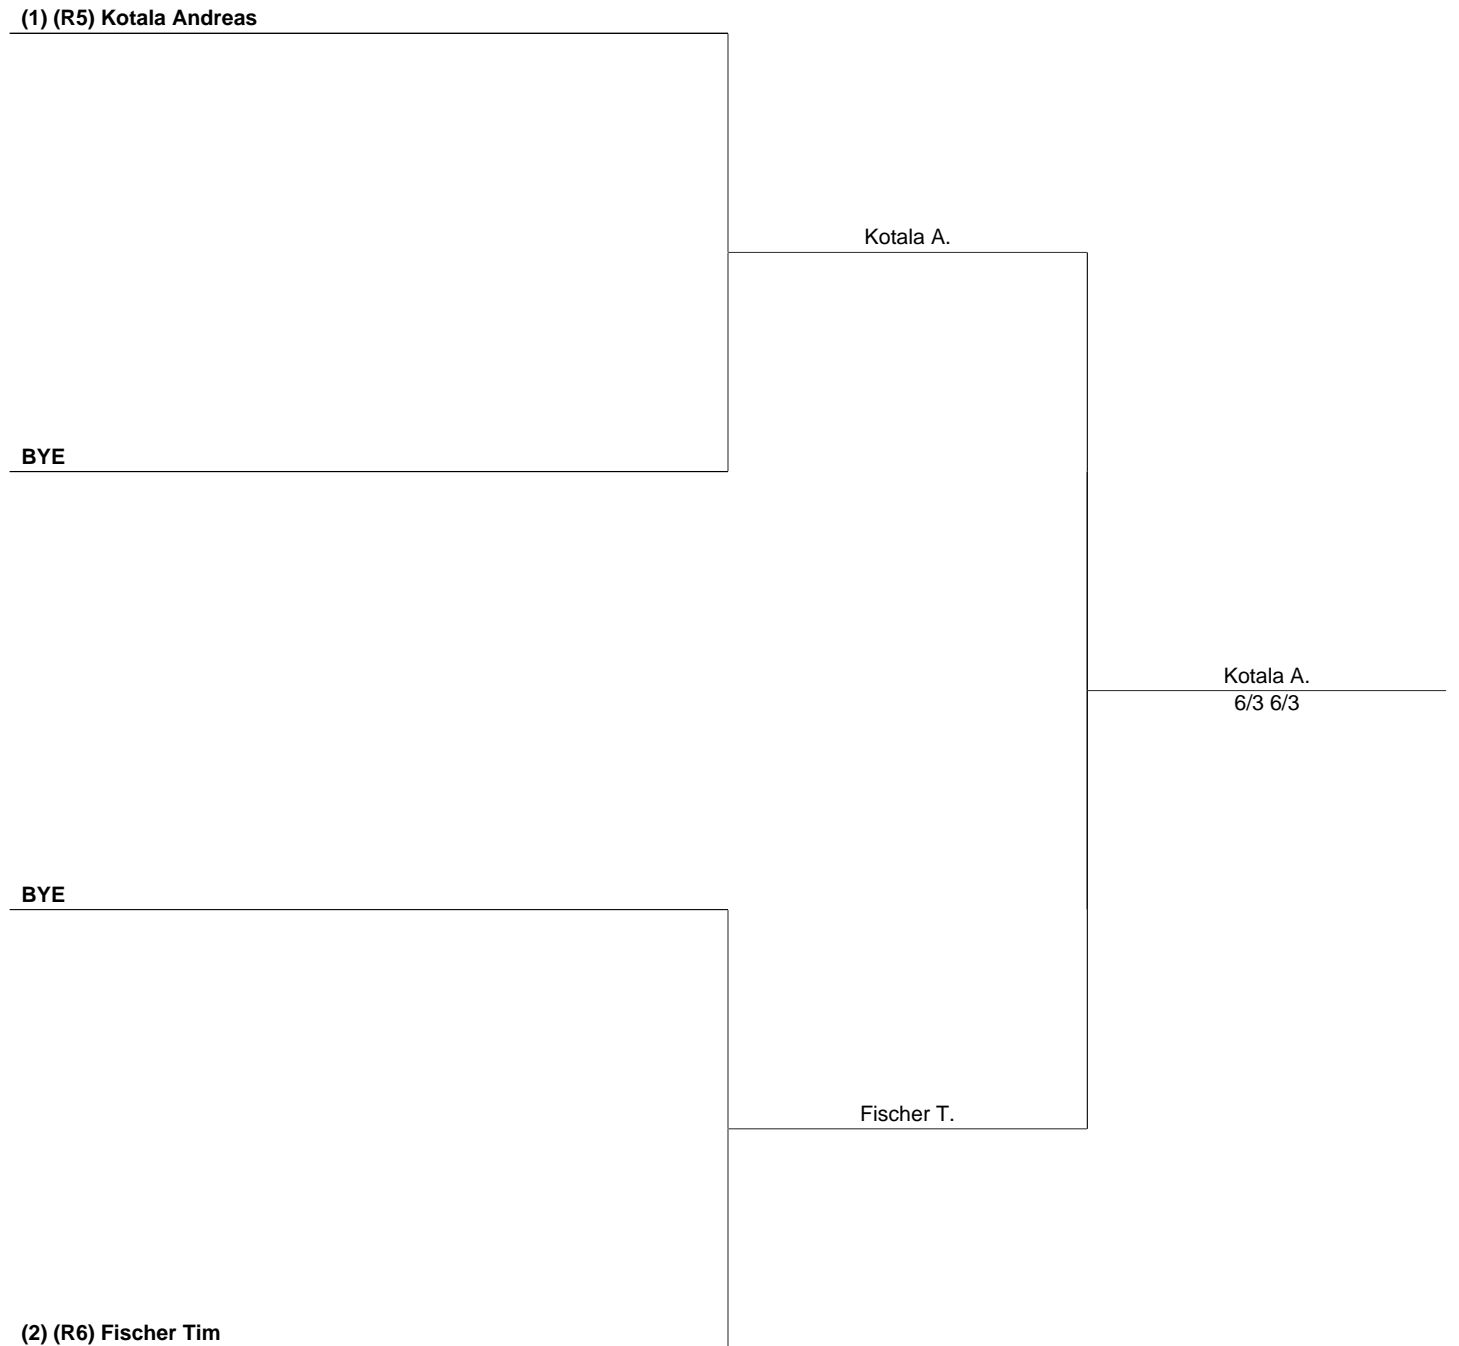 (1) (R5) Kotala Andreas
Kotala A.
BYE
Kotala A.
6/3 6/3
BYE
Fischer T.
(2) (R6) Fischer Tim